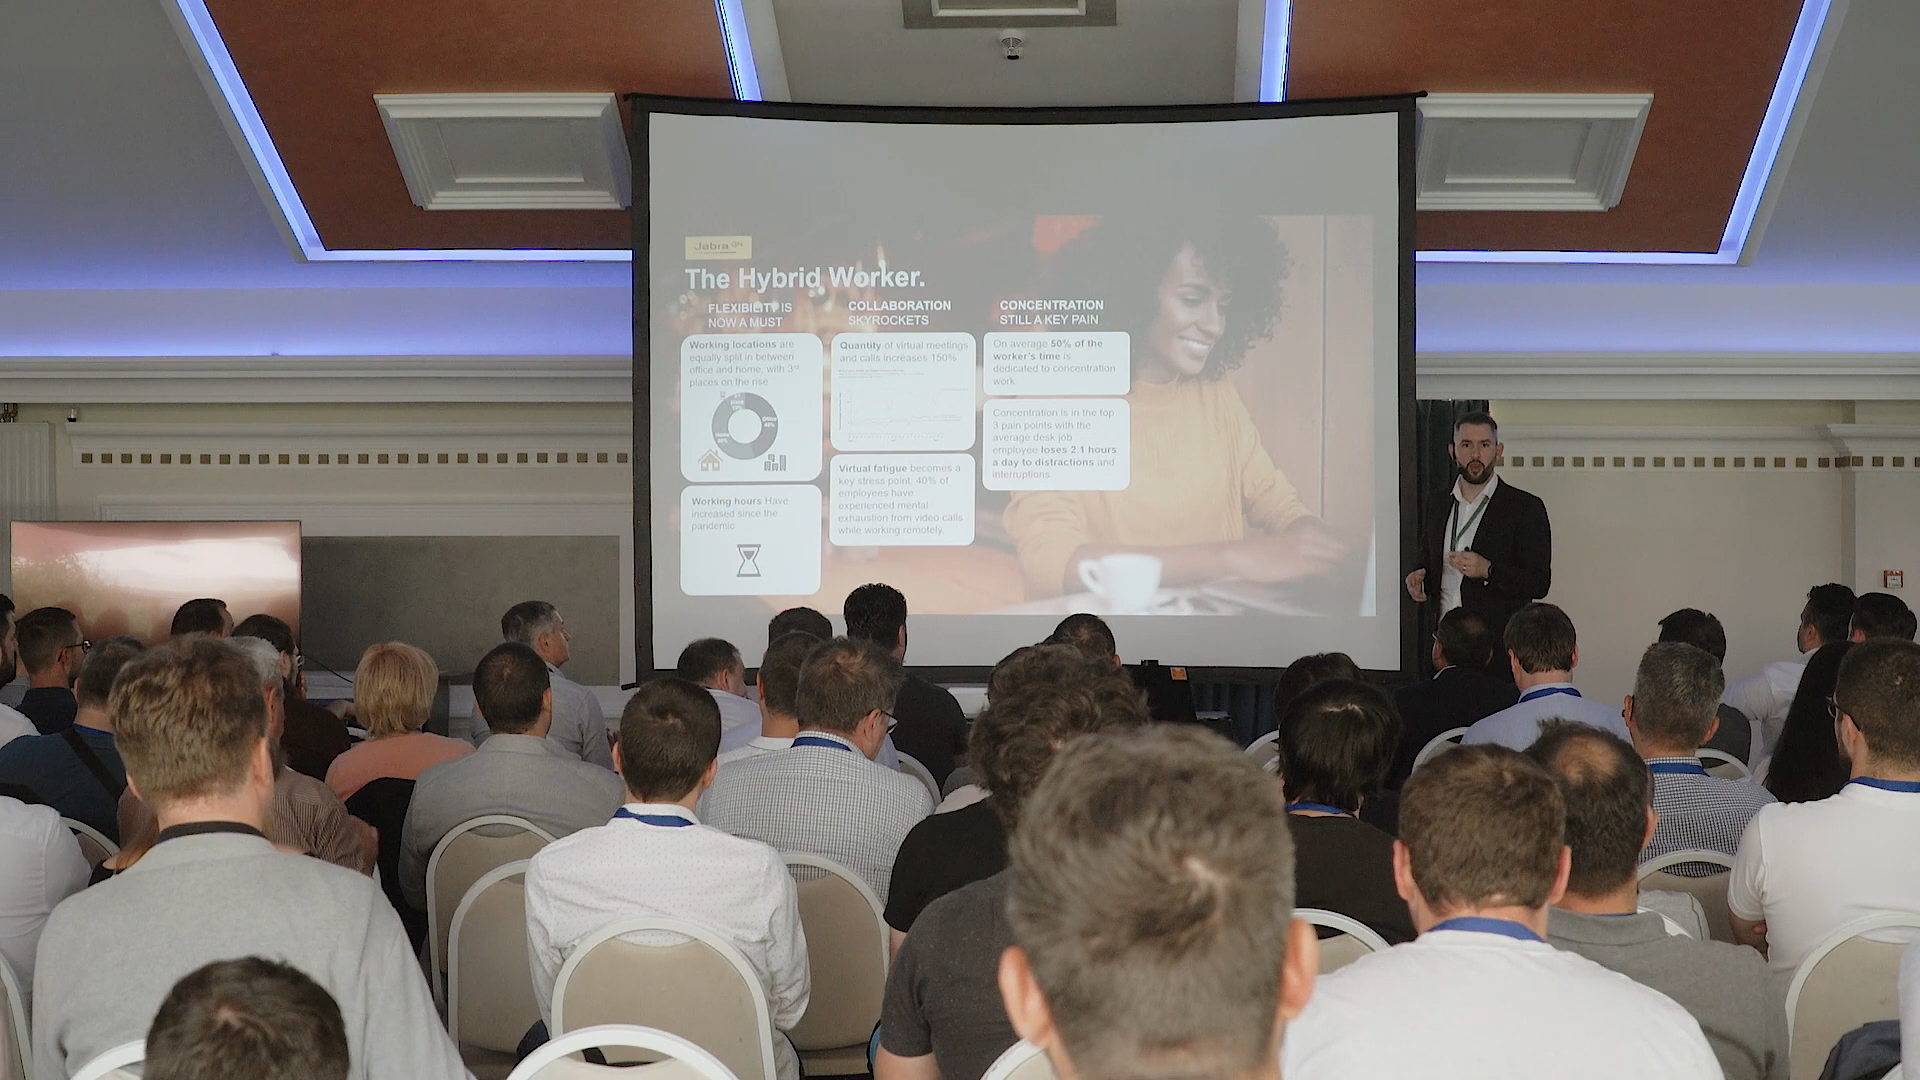 Jabra GN
The Hybrid Worker.
FLEXIBILITY IS
NOW A MUST
Working locations are
equally split in between
office and home, with 3rd
places on the rise
Working hours Have
increased since the
pandemic
COLLABORATION
SKYROCKETS
Quantity of virtual meetings
and calls increases 150%
Virtual fatigue becomes a
key stress point: 40% of
employees have
experienced mental
exhaustion from video calls
while working remotely.
CONCENTRATION
STILL A KEY PAIN
On average 50% of the
worker's time is
dedicated to concentration
work.
Concentration is in the top
3 pain points with the
average desk job
employee loses 2.1 hours
a day to distractions and
interruptions.